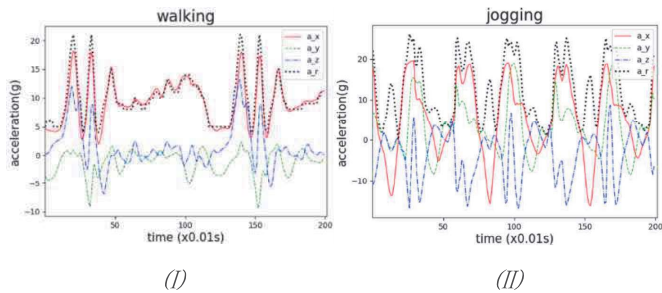 walking
jogging
acceleration(g)
20
15
10
5
0
-5
-10
50
100
150
200
time (x0.01s)
a_x
a_y
a_z
a_r
acceleration(g)
20
10
0
-10
50
100
150
200
time (x0.01s)
a_x
a_y
a_z
a_r
(I)
(II)